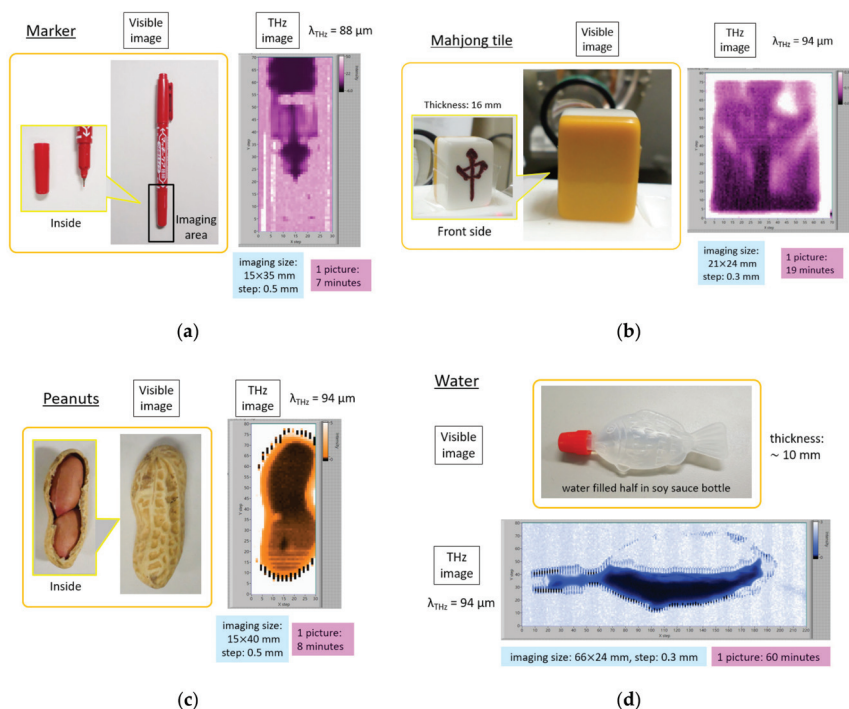 Marker
Visible
image
THz
image
λTHz = 88 μm
Inside
Imaging
area
imaging size:
15×35 mm
step: 0.5 mm
1 picture:
7 minutes
(a)
Mahjong tile
Visible
image
THz
image
λTHz = 94 μm
Thickness: 16 mm
中
Front side
imaging size:
21×24 mm
step: 0.3 mm
1 picture:
19 minutes
(b)
Peanuts
Visible
image
THz
image
λTHz = 94 μm
Inside
imaging size:
15×40 mm
step: 0.5 mm
1 picture:
8 minutes
(c)
Water
Visible
image
thickness:
~ 10 mm
water filled half in soy sauce bottle
THz
image
λTHz = 94 μm
X step
imaging size: 66×24 mm, step: 0.3 mm
1 picture: 60 minutes
(d)